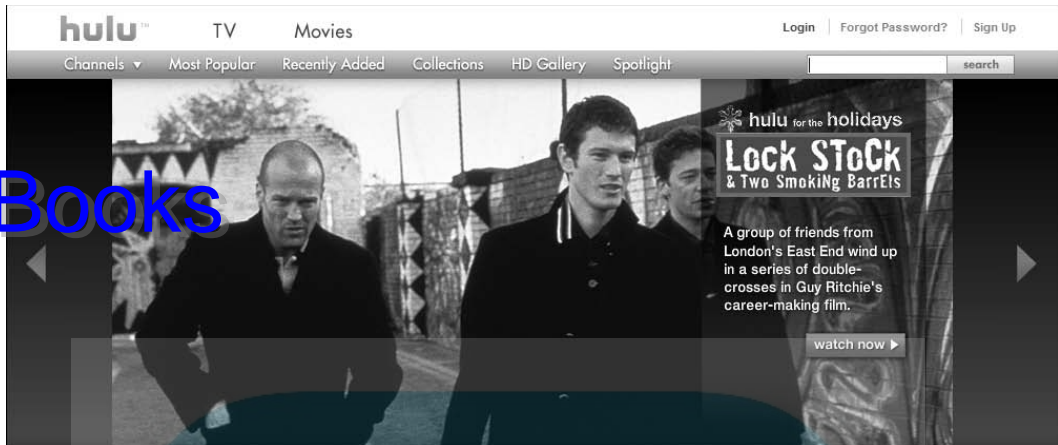 hulu™
TV Movies
Login Forgot Password? Sign Up
Channels Most Popular Recently Added Collections HD Gallery Spotlight
search
hulu for the holidays
LOCK STOCK
& TWO SMOKING BARRELS
Books
A group of friends from
London's East End wind up
in a series of double-
crosses in Guy Ritchie's
career-making film.
watch now